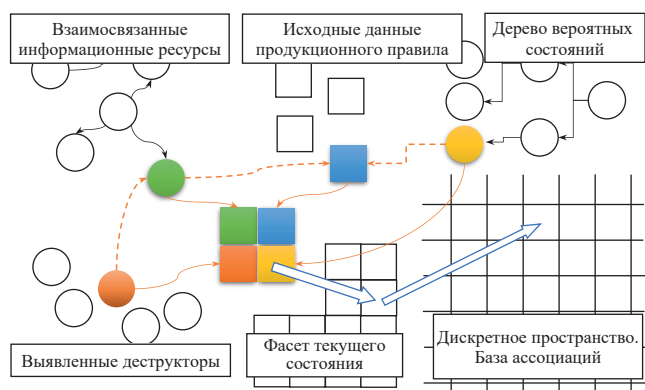 Взаимосвязанные
информационные ресурсы
Исходные данные
продукционного правила
Дерево вероятных
состояний
Выявленные деструкторы
Фасет текущего
состояния
Дискретное пространство.
База ассоциаций